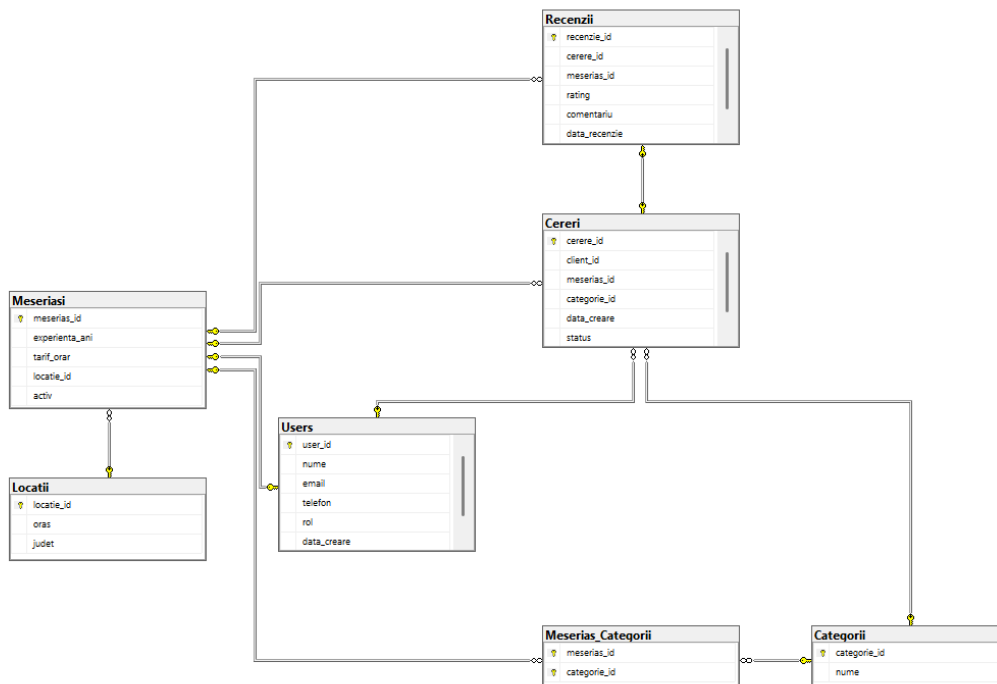 Recenzii
recenzie_id
cerere_id
meserias_id
rating
comentariu
data_recenzie
Cereri
cerere_id
client_id
meserias_id
categorie_id
data_creare
status
Meseriasi
meserias_id
experienta_ani
tarif_orar
locatie_id
activ
Users
user_id
nume
email
telefon
rol
data_creare
Locatii
locatie_id
oras
judet
Meserias_Categorii
meserias_id
categorie_id
Categorii
categorie_id
nume